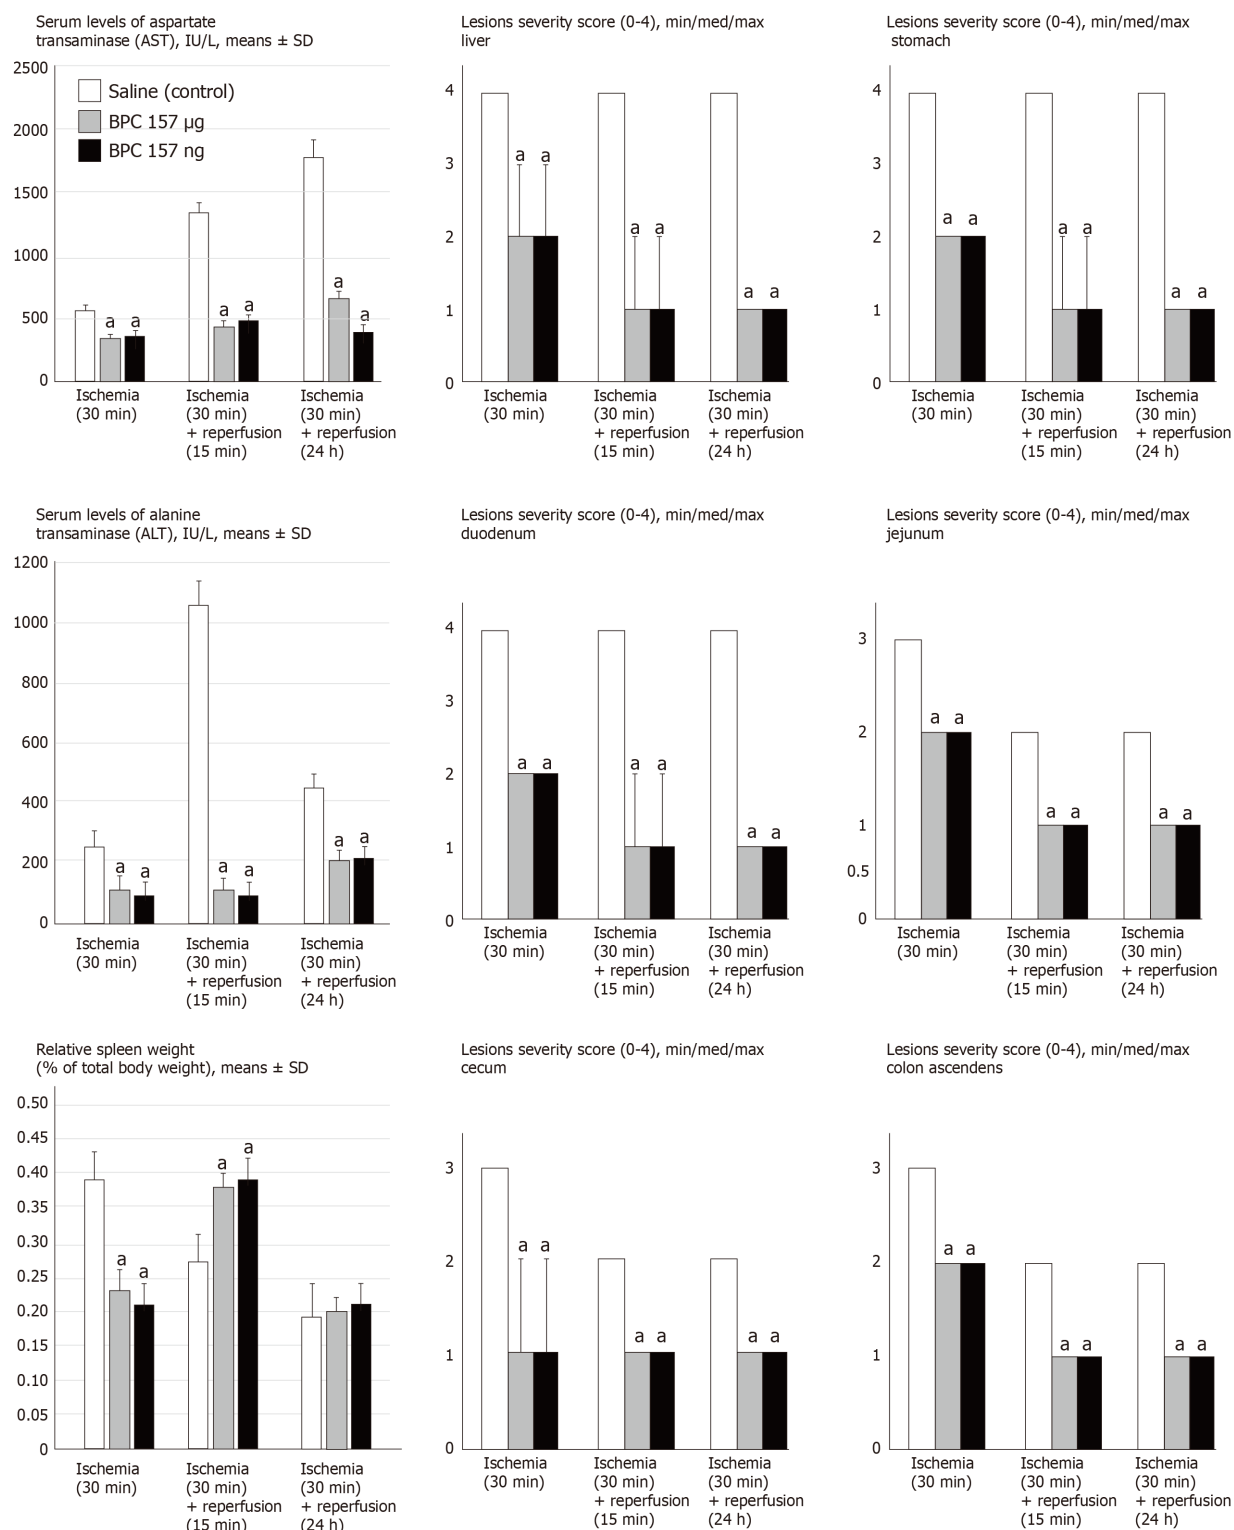 Serum levels of aspartate
transaminase (AST), IU/L, means ± SD
2500
2000
1500
1000
500
0
Saline (control)
BPC 157 µg
BPC 157 ng
a a
a a
a a
Ischemia
(30 min)
Ischemia
(30 min)
+ reperfusion
(15 min)
Ischemia
(30 min)
+ reperfusion
(24 h)
Lesions severity score (0-4), min/med/max
liver
4
3
2
1
0
a a
a a
a a
Ischemia
(30 min)
Ischemia
(30 min)
+ reperfusion
(15 min)
Ischemia
(30 min)
+ reperfusion
(24 h)
Lesions severity score (0-4), min/med/max
stomach
4
3
2
1
0
a a
a a
a a
Ischemia
(30 min)
Ischemia
(30 min)
+ reperfusion
(15 min)
Ischemia
(30 min)
+ reperfusion
(24 h)
Serum levels of alanine
transaminase (ALT), IU/L, means ± SD
1200
1000
800
600
400
200
0
a a
a a
a a
Ischemia
(30 min)
Ischemia
(30 min)
+ reperfusion
(15 min)
Ischemia
(30 min)
+ reperfusion
(24 h)
Lesions severity score (0-4), min/med/max
duodenum
4
3
2
1
0
a a
a a
a a
Ischemia
(30 min)
Ischemia
(30 min)
+ reperfusion
(15 min)
Ischemia
(30 min)
+ reperfusion
(24 h)
Lesions severity score (0-4), min/med/max
jejunum
3
2
1
0.5
0
a a
a a
a a
Ischemia
(30 min)
Ischemia
(30 min)
+ reperfusion
(15 min)
Ischemia
(30 min)
+ reperfusion
(24 h)
Relative spleen weight
(% of total body weight), means ± SD
0.50
0.45
0.40
0.35
0.30
0.25
0.20
0.15
0.10
0.05
0
a a
a a
Ischemia
(30 min)
Ischemia
(30 min)
+ reperfusion
(15 min)
Ischemia
(30 min)
+ reperfusion
(24 h)
Lesions severity score (0-4), min/med/max
cecum
3
2
1
0
a a
a a
a a
Ischemia
(30 min)
Ischemia
(30 min)
+ reperfusion
(15 min)
Ischemia
(30 min)
+ reperfusion
(24 h)
Lesions severity score (0-4), min/med/max
colon ascendens
3
2
1
0
a a
a a
a a
Ischemia
(30 min)
Ischemia
(30 min)
+ reperfusion
(15 min)
Ischemia
(30 min)
+ reperfusion
(24 h)